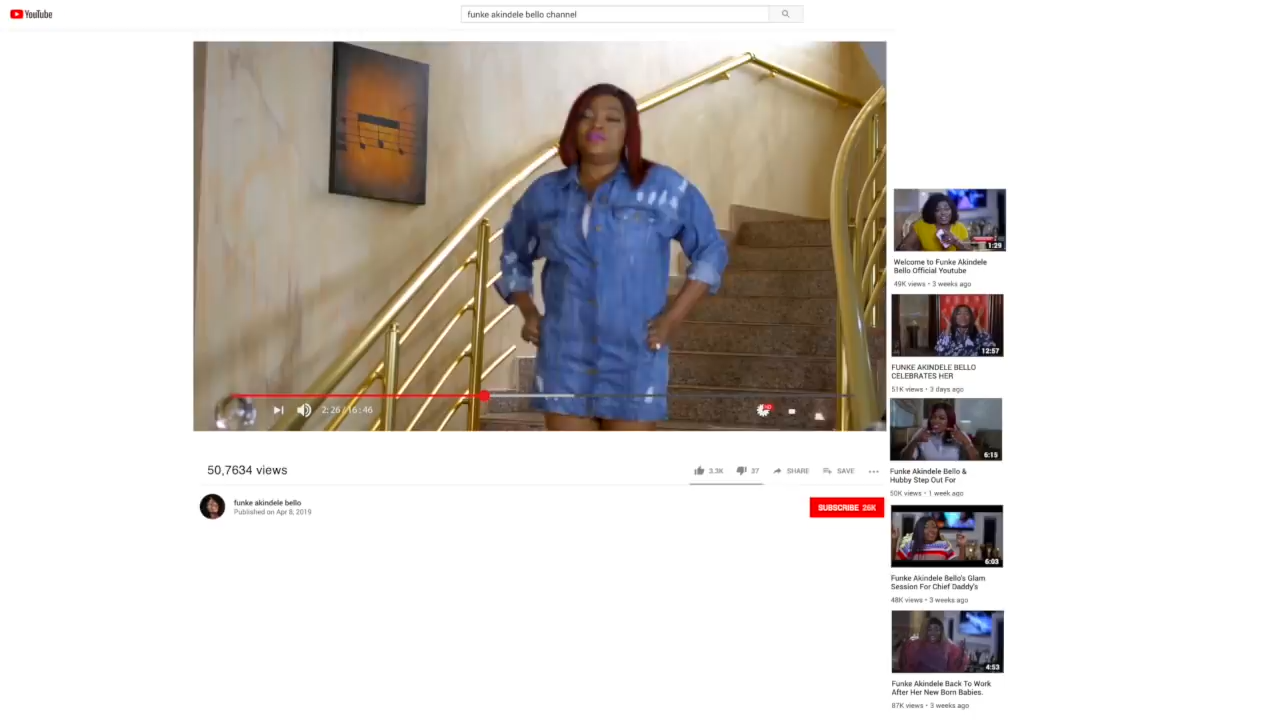 YouTube
funke akindele bello channel
2:26 / 16:46
HD
50,7634 views
3.3K
37
SHARE
SAVE
funke akindele bello
Published on Apr 8, 2019
SUBSCRIBE 26K
1:29
Welcome to Funke Akindele
Bello Official Youtube
49K views • 3 weeks ago
12:57
FUNKE AKINDELE BELLO
CELEBRATES HER
51K views • 3 days ago
6:15
Funke Akindele Bello &
Hubby Step Out For
50K views • 1 week ago
6:03
Funke Akindele Bello's Glam
Session For Chief Daddy's
48K views • 3 weeks ago
4:53
Funke Akindele Back To Work
After Her New Born Babies.
87K views • 3 weeks ago